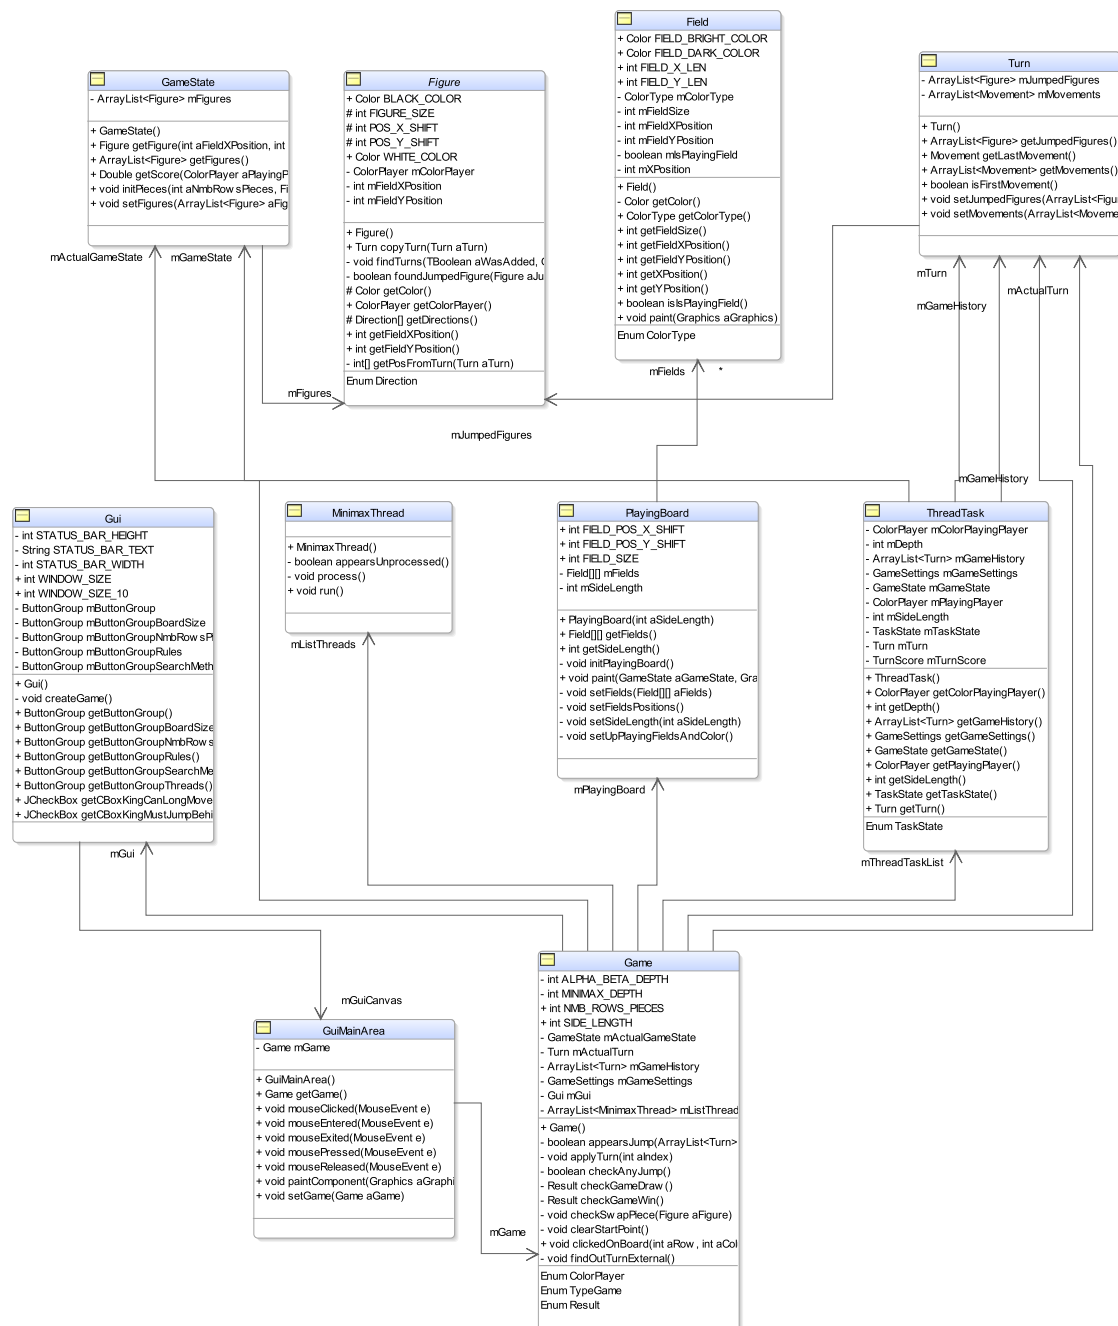 Field
+ Color FIELD_BRIGHT_COLOR
+ Color FIELD_DARK_COLOR
+ int FIELD_X_LEN
+ int FIELD_Y_LEN
- ColorType mColorType
- int mFieldSize
- int mFieldXPosition
- int mFieldYPosition
- boolean mIsPlayingField
- int mXPosition
+ Field()
- Color getColor()
+ ColorType getColorType()
+ int getFieldSize()
+ int getFieldXPosition()
+ int getFieldYPosition()
+ int getXPosition()
+ int getYPosition()
+ boolean isIsPlayingField()
+ void paint(Graphics aGraphics)
Enum ColorType
GameState
- ArrayList<Figure> mFigures
+ GameState()
+ Figure getFigure(int aFieldXPosition, int
+ ArrayList<Figure> getFigures()
+ Double getScore(ColorPlayer aPlayingP
+ void initPieces(int aNmbRowsPieces, Fi
+ void setFigures(ArrayList<Figure> aFig
Figure
+ Color BLACK_COLOR
# int FIGURE_SIZE
# int POS_X_SHIFT
# int POS_Y_SHIFT
+ Color WHITE_COLOR
- ColorPlayer mColorPlayer
- int mFieldXPosition
- int mFieldYPosition
+ Figure()
+ Turn copyTurn(Turn aTurn)
- void findTurns(TBoolean aWasAdded, 
- boolean foundJumpedFigure(Figure aJu
# Color getColor()
+ ColorPlayer getColorPlayer()
# Direction[] getDirections()
+ int getFieldXPosition()
+ int getFieldYPosition()
- int[] getPosFromTurn(Turn aTurn)
Enum Direction
Turn
- ArrayList<Figure> mJumpedFigures
- ArrayList<Movement> mMovements
+ Turn()
+ ArrayList<Figure> getJumpedFigures()
+ Movement getLastMovement()
+ ArrayList<Movement> getMovements()
+ boolean isFirstMovement()
+ void setJumpedFigures(ArrayList<Figu
+ void setMovements(ArrayList<Moveme
mActualGameState
mGameState
mTurn
mGameHistory
mActualTurn
mFields
*
mFigures
mJumpedFigures
mGameHistory
Gui
- int STATUS_BAR_HEIGHT
- String STATUS_BAR_TEXT
- int STATUS_BAR_WIDTH
+ int WINDOW_SIZE
+ int WINDOW_SIZE_10
- ButtonGroup mButtonGroup
- ButtonGroup mButtonGroupBoardSize
- ButtonGroup mButtonGroupNmbRowsPi
- ButtonGroup mButtonGroupRules
- ButtonGroup mButtonGroupSearchMeth
+ Gui()
- void createGame()
+ ButtonGroup getButtonGroup()
+ ButtonGroup getButtonGroupBoardSize
+ ButtonGroup getButtonGroupNmbRows
+ ButtonGroup getButtonGroupRules()
+ ButtonGroup getButtonGroupSearchMe
+ ButtonGroup getButtonGroupThreads()
+ JCheckBox getCBoxKingCanLongMove
+ JCheckBox getCBoxKingMustJumpBehi
MinimaxThread
+ MinimaxThread()
- boolean appearsUnprocessed()
- void process()
+ void run()
PlayingBoard
+ int FIELD_POS_X_SHIFT
+ int FIELD_POS_Y_SHIFT
+ int FIELD_SIZE
- Field[][] mFields
- int mSideLength
+ PlayingBoard(int aSideLength)
+ Field[][] getFields()
+ int getSideLength()
- void initPlayingBoard()
+ void paint(GameState aGameState, Gra
- void setFields(Field[][] aFields)
- void setFieldsPositions()
- void setSideLength(int aSideLength)
- void setUpPlayingFieldsAndColor()
ThreadTask
- ColorPlayer mColorPlayingPlayer
- int mDepth
- ArrayList<Turn> mGameHistory
- GameSettings mGameSettings
- GameState mGameState
- ColorPlayer mPlayingPlayer
- int mSideLength
- TaskState mTaskState
- Turn mTurn
- TurnScore mTurnScore
+ ThreadTask()
+ ColorPlayer getColorPlayingPlayer()
+ int getDepth()
+ ArrayList<Turn> getGameHistory()
+ GameSettings getGameSettings()
+ GameState getGameState()
+ ColorPlayer getPlayingPlayer()
+ int getSideLength()
+ TaskState getTaskState()
+ Turn getTurn()
Enum TaskState
mListThreads
mPlayingBoard
mGui
mThreadTaskList
mGuiCanvas
GuiMainArea
- Game mGame
+ GuiMainArea()
+ Game getGame()
+ void mouseClicked(MouseEvent e)
+ void mouseEntered(MouseEvent e)
+ void mouseExited(MouseEvent e)
+ void mousePressed(MouseEvent e)
+ void mouseReleased(MouseEvent e)
+ void paintComponent(Graphics aGraphi
+ void setGame(Game aGame)
mGame
Game
- int ALPHA_BETA_DEPTH
- int MINIMAX_DEPTH
+ int NMB_ROWS_PIECES
+ int SIDE_LENGTH
- GameState mActualGameState
- Turn mActualTurn
- ArrayList<Turn> mGameHistory
- GameSettings mGameSettings
- Gui mGui
- ArrayList<MinimaxThread> mListThread
+ Game()
- boolean appearsJump(ArrayList<Turn>
- void applyTurn(int aIndex)
- boolean checkAnyJump()
- Result checkGameDraw()
- Result checkGameWin()
- void checkSwapPiece(Figure aFigure)
- void clearStartPoint()
+ void clickedOnBoard(int aRow, int aCol
- void findOutTurnExternal()
Enum ColorPlayer
Enum TypeGame
Enum Result